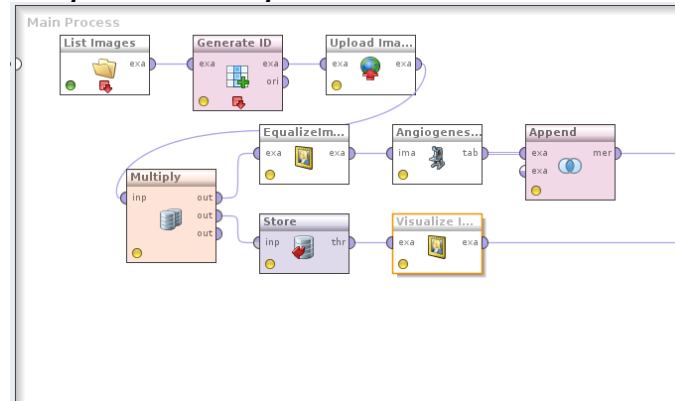 Main Process
List Images
exa
Generate ID
exa
exa
ori
Upload Ima...
exa
exa
EqualizeIm...
exa
exa
Angiogenes...
ima
tab
Append
exa
mer
exa
Multiply
inp
out
out
out
Store
inp
thr
Visualize I...
exa
exa